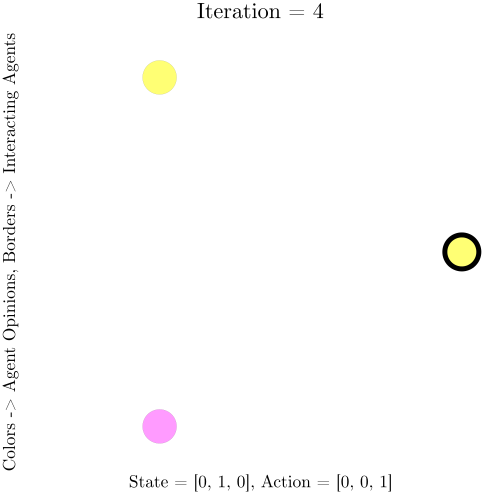 Iteration = 4
Colors -> Agent Opinions, Borders -> Interacting Agents
State = [0, 1, 0], Action = [0, 0, 1]